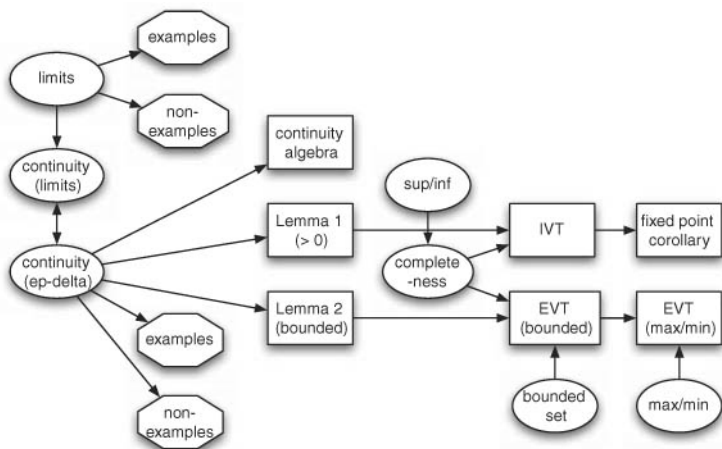 examples
limits
non-
examples
continuity
algebra
continuity
(limits)
sup/inf
Lemma 1
(> 0)
IVT
fixed point
corollary
continuity
(ep-delta)
complete
-ness
Lemma 2
(bounded)
EVT
(bounded)
EVT
(max/min)
examples
non-
examples
bounded
set
max/min